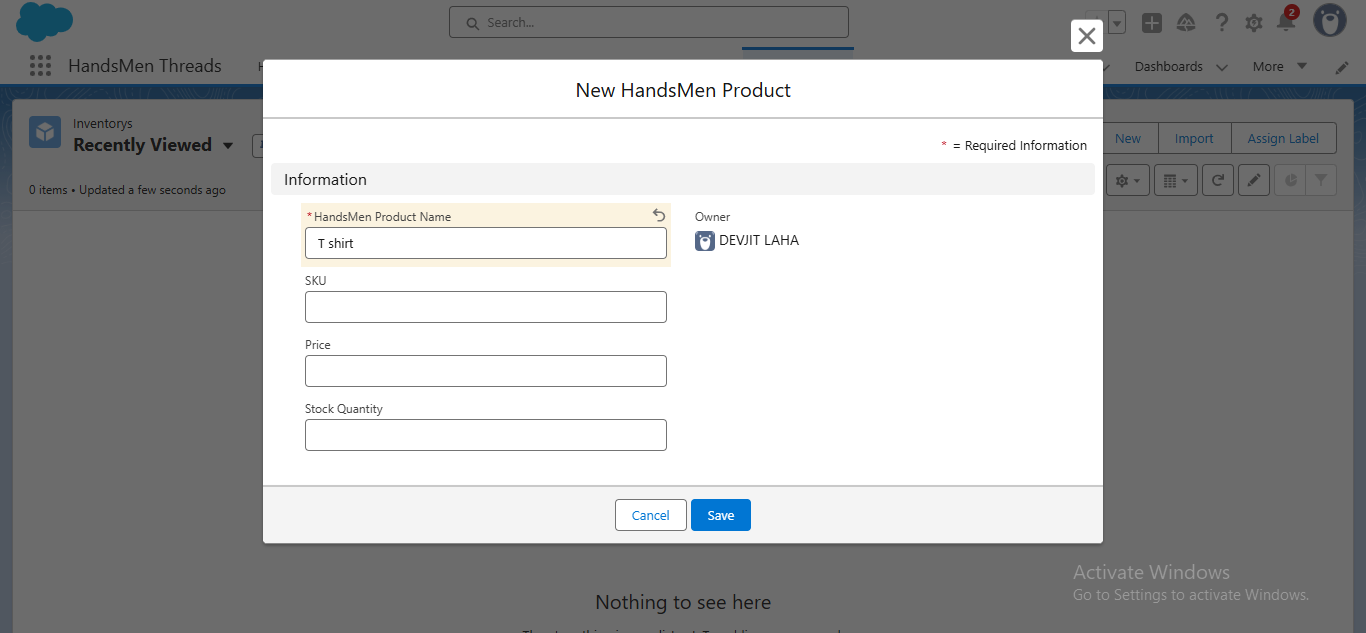 Search...
2
HandsMen Threads
Dashboards
More
New HandsMen Product
Inventorys
Recently Viewed
New
Import
Assign Label
* = Required Information
0 items • Updated a few seconds ago
Information
*HandsMen Product Name
T shirt
Owner
DEVJIT LAHA
SKU
Price
Stock Quantity
Cancel
Save
Activate Windows
Go to Settings to activate Windows.
Nothing to see here